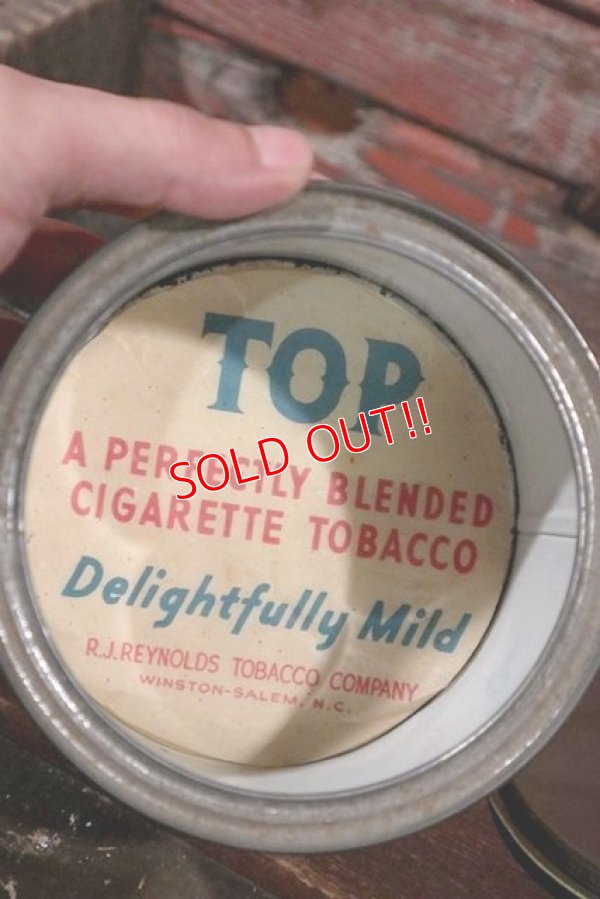 TOP
A PERFECTLY BLENDED
CIGARETTE TOBACCO
Delightfully Mild
R.J. REYNOLDS TOBACCO COMPANY
WINSTON-SALEM, N.C.
SOLD OUT!!